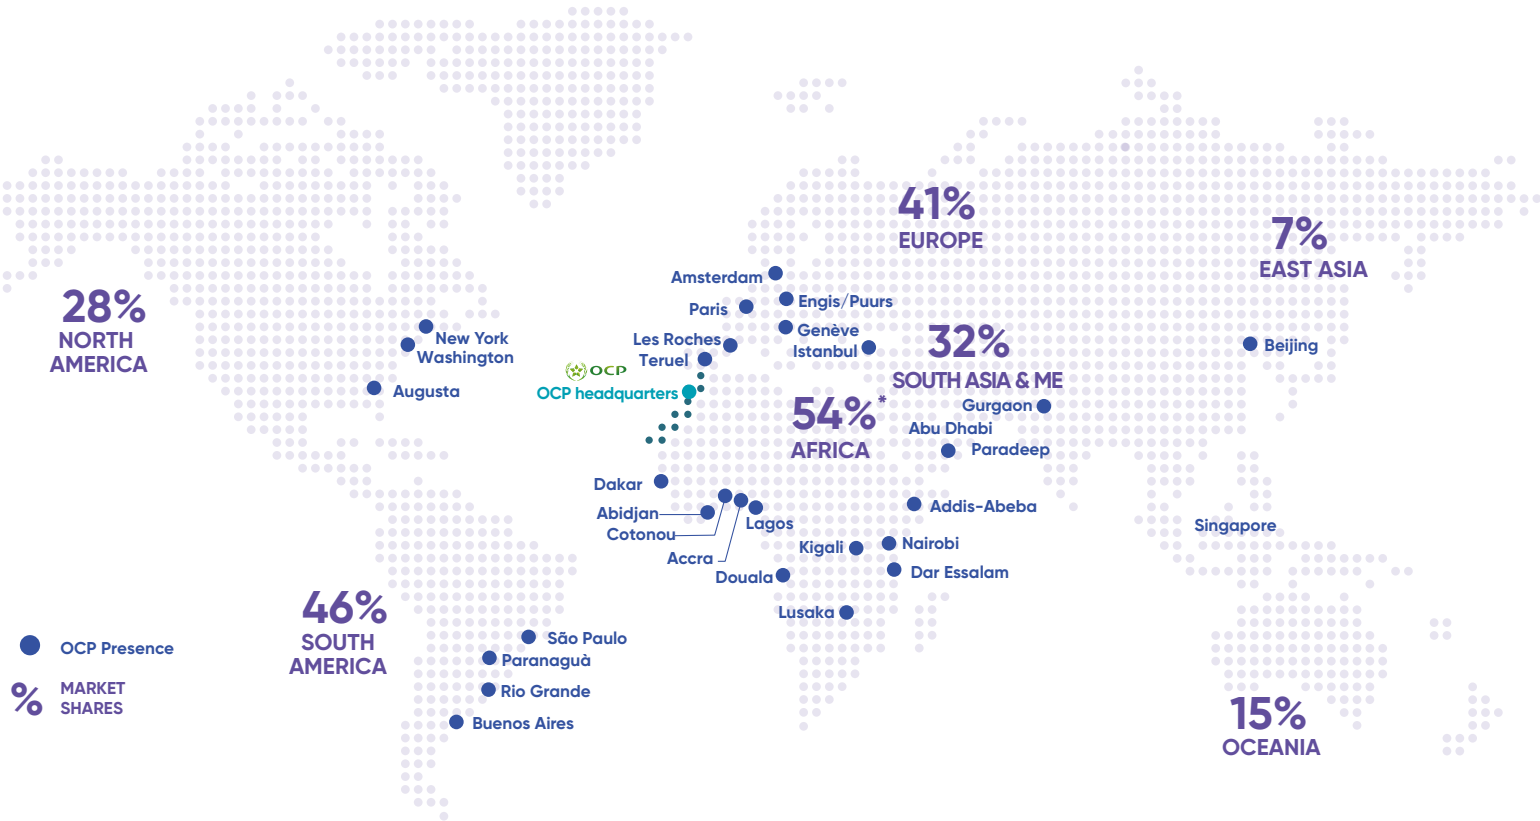 41%
EUROPE
7%
EAST ASIA
Amsterdam
28%
NORTH
AMERICA
Engis/Puurs
Paris
New York
Washington
Genève
Les Roches
Istanbul
Teruel
32%
SOUTH ASIA & ME
Beijing
OCP
OCP headquarters
Augusta
54%*
AFRICA
Gurgaon
Abu Dhabi
Paradeep
Dakar
Abidjan
Cotonou
Accra
Lagos
Addis-Abeba
Singapore
Kigali
Nairobi
Douala
Dar Essalam
Lusaka
46%
SOUTH
AMERICA
São Paulo
Paranaguà
Rio Grande
Buenos Aires
OCP Presence
%
MARKET
SHARES
15%
OCEANIA